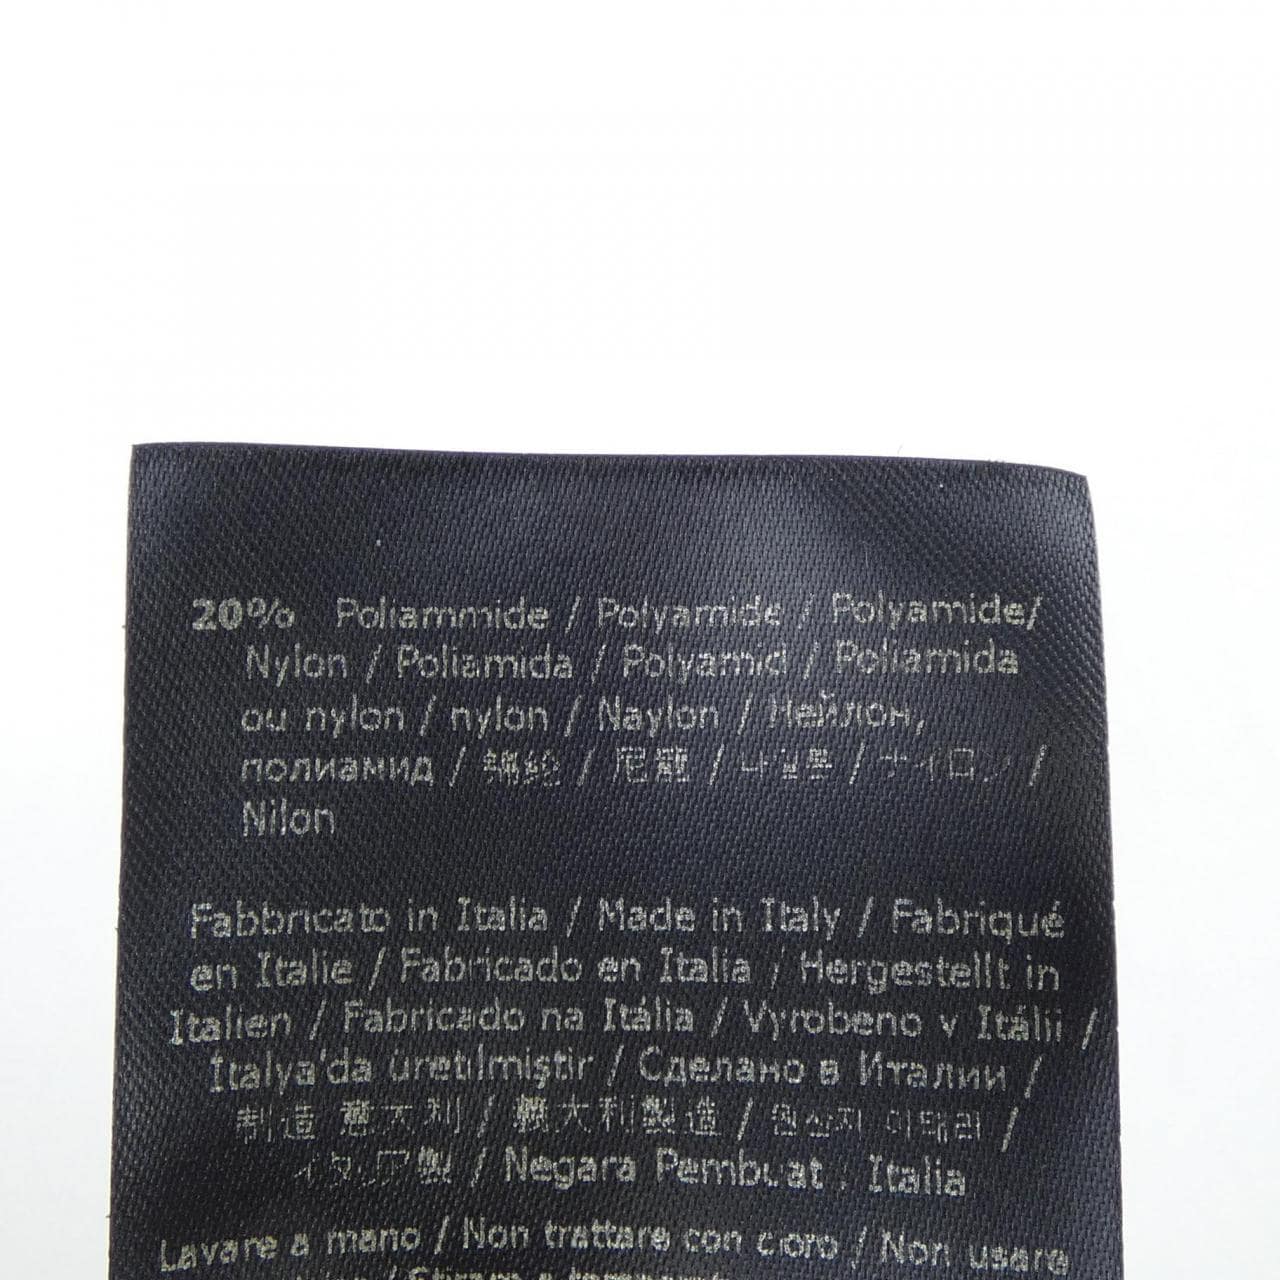 20% Poliammide / Polyamide / Polyamide/
Nylon / Poliamida / Polyamid / Poliamida
ou nylon / nylon / Naylon / Нейлон,
полиамид / 錦纶 / 尼龍 / 나일론 / ナイロン /
Nilon
Fabbricato in Italia / Made in Italy / Fabriqué
en Italie / Fabricado en Italia / Hergestellt in
Italien / Fabricado na Itália / Vyrobeno v Itálii /
İtalya'da üretilmiştir / Сделано в Италии /
制造 意大利 / 義大利製造 / 원산지 이태리 /
イタリア製 / Negara Pembuat : Italia
Lavare a mano / Non trattare con cloro / Non usare